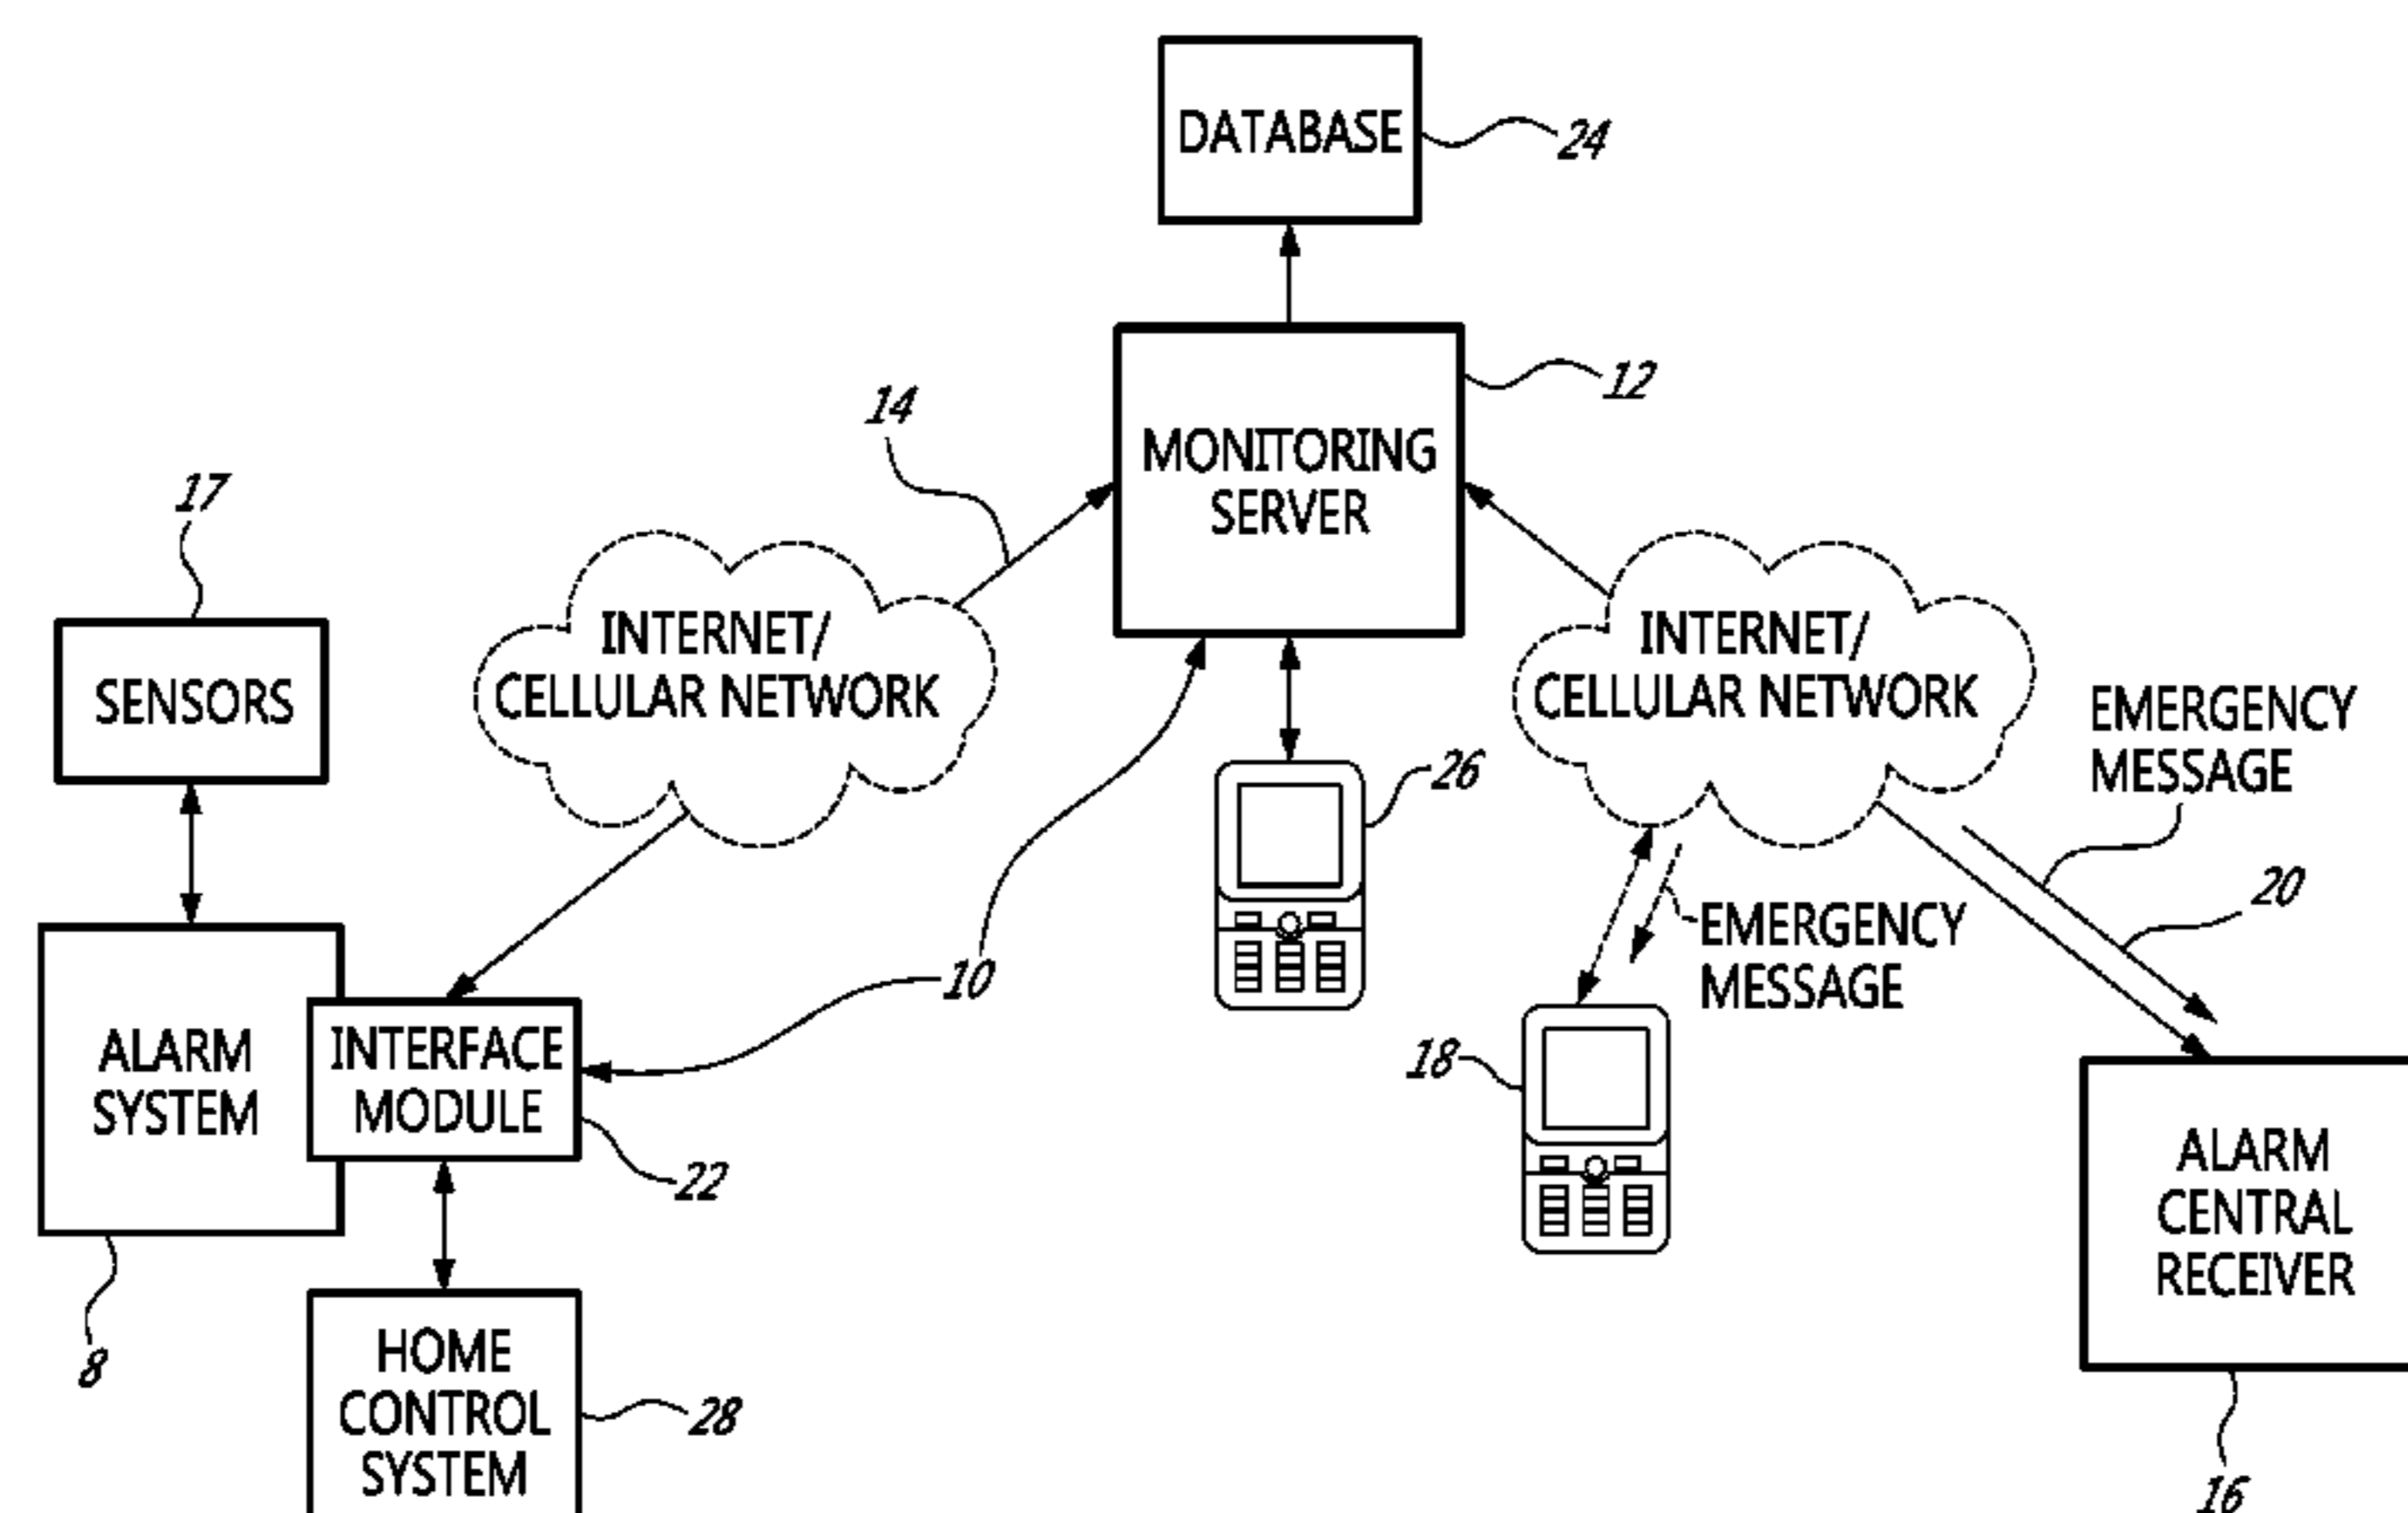 DATABASE
24
12
14
MONITORING
SERVER
17
INTERNET/
CELLULAR NETWORK
INTERNET/
CELLULAR NETWORK
SENSORS
EMERGENCY
MESSAGE
26
20
EMERGENCY
MESSAGE
10
18
ALARM
SYSTEM
INTERFACE
MODULE
22
ALARM
CENTRAL
RECEIVER
8
HOME
CONTROL
SYSTEM
28
16